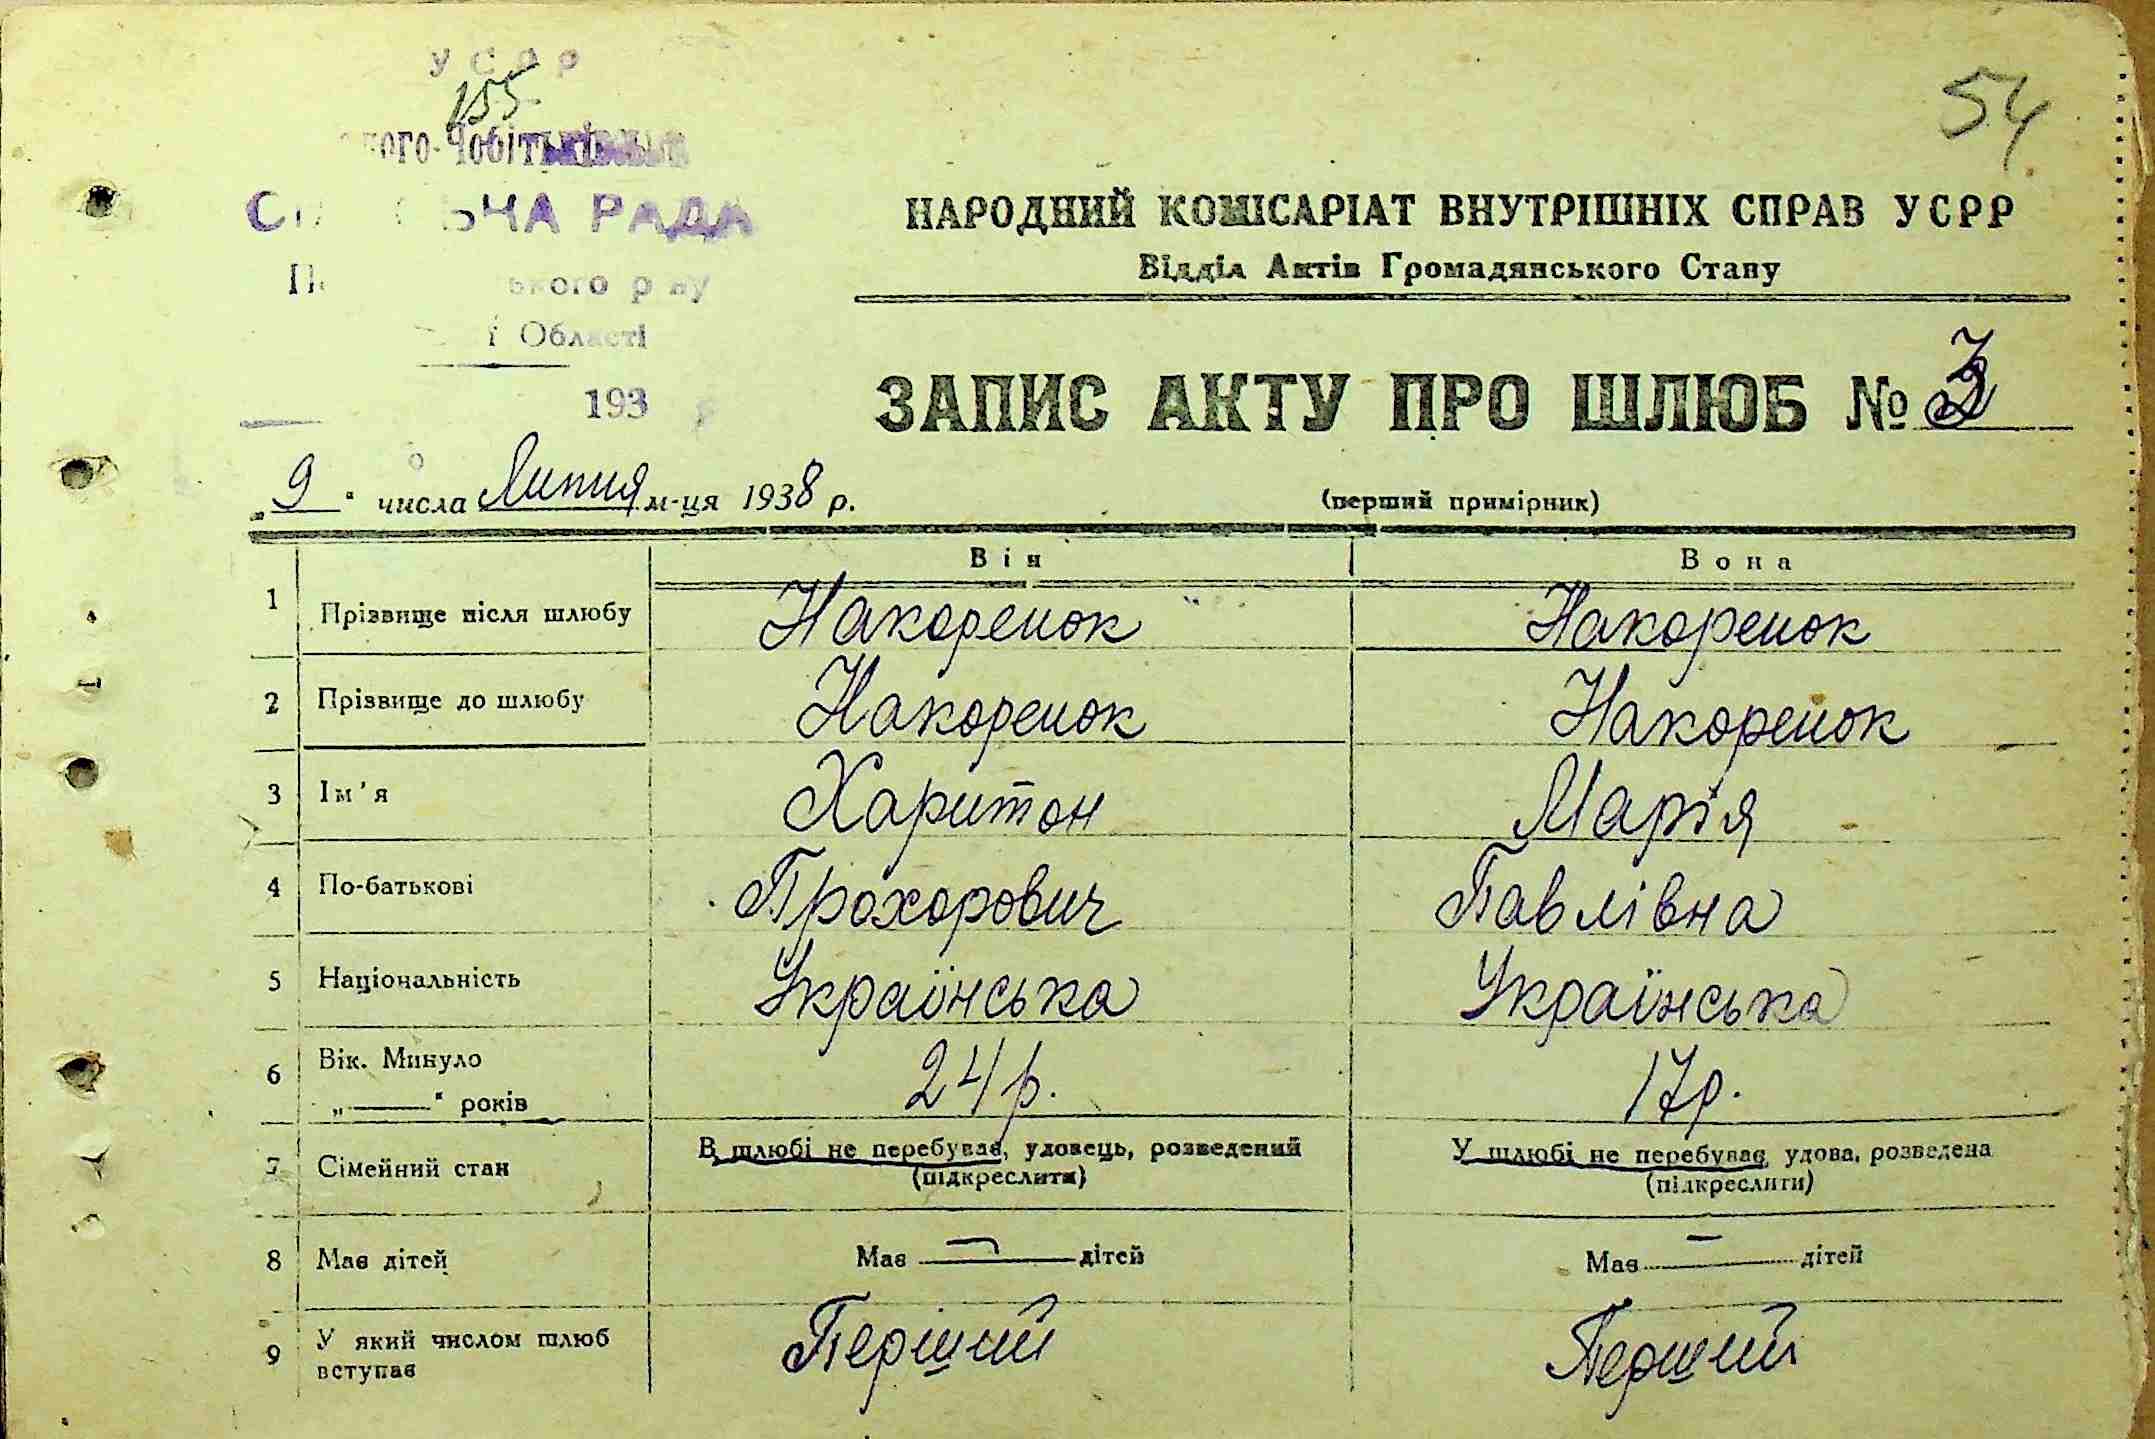 УСРР
155
54
СІЛЬСЬКА РАДА
Області
193
НАРОДНИЙ КОМІСАРІАТ ВНУТРІШНІХ СПРАВ УСРР
Відділ Актів Громадянського Стану
ЗАПИС АКТУ ПРО ШЛЮБ № 3
„9" числа Липня м-ця 1938 р.
(перший примірник)
Він Вона
1 Прізвище після шлюбу Накоренок Накоренок
2 Прізвище до шлюбу Накоренок Накоренок
3 Ім'я Харитон Марія
4 По-батькові Прохорович Павлівна
5 Національність Українська Українська
6 Вік. Минуло
„——" років 24 р. 17 р.
7 Сімейний стан В шлюбі не перебував, удовець, розведений У шлюбі не перебував, удова, розведена
(підкреслити) (підкреслити)
8 Має дітей Має — дітей Має — дітей
9 У який числом шлюб
вступає Перший Перший